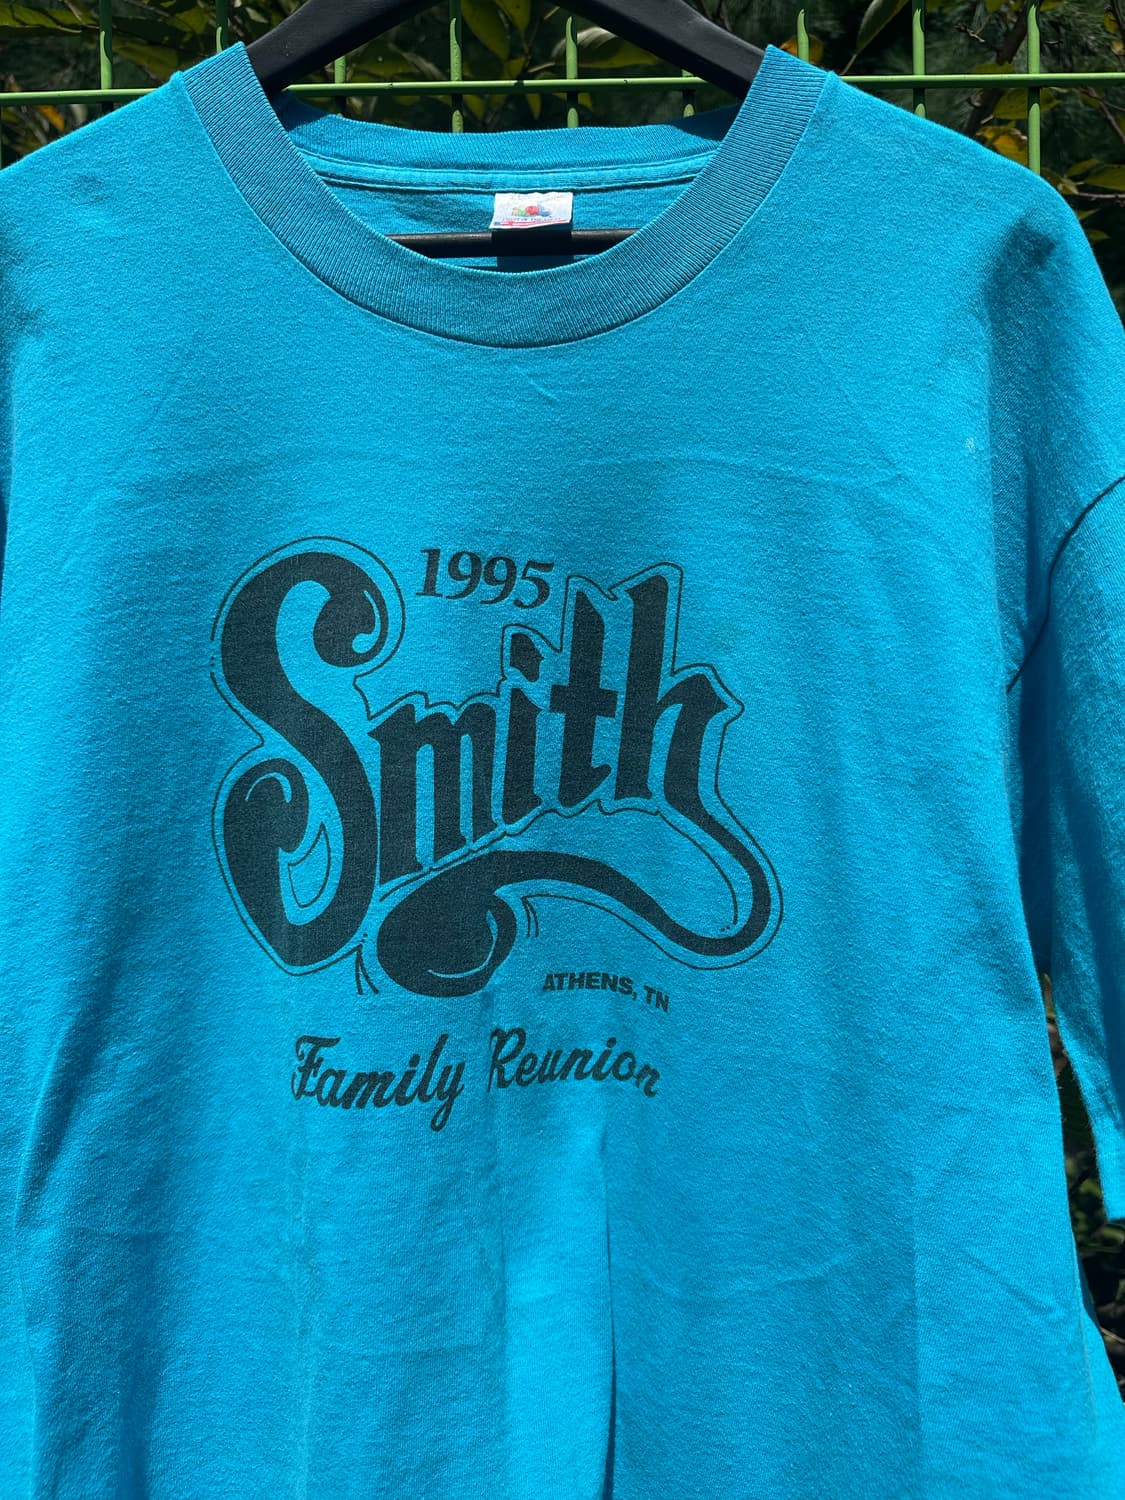 1995
Smith
ATHENS, TN
Family Reunion